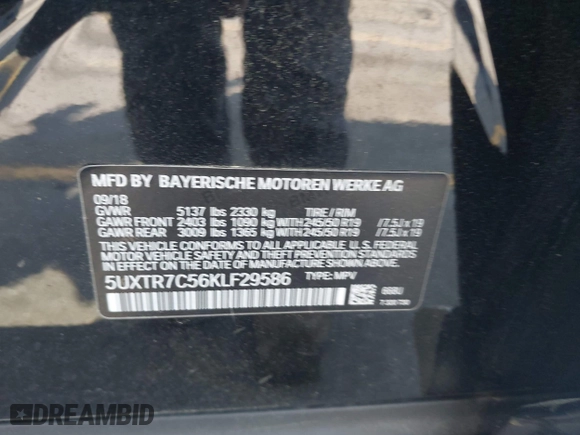 MFD BY BAYERISCHE MOTOREN WERKE AG
09/18
GVWR 5137 lbs 2330 kg TIRE / RIM
GAWR FRONT 2403 lbs 1090 kg WITH 245/50 R19 /7.5J x 19
GAWR REAR 3009 lbs 1365 kg WITH 245/50 R19 /7.5J x 19
THIS VEHICLE CONFORMS TO ALL APPLICABLE U. S. FEDERAL
MOTOR VEHICLE SAFETY, BUMPER, AND THEFT PREVENTION
STANDARDS IN EFFECT ON THE DATE OF MANUFACTURE SHOWN ABOVE.
5UXTR7C56KLF29586 TYPE: MPV
DREAMBID